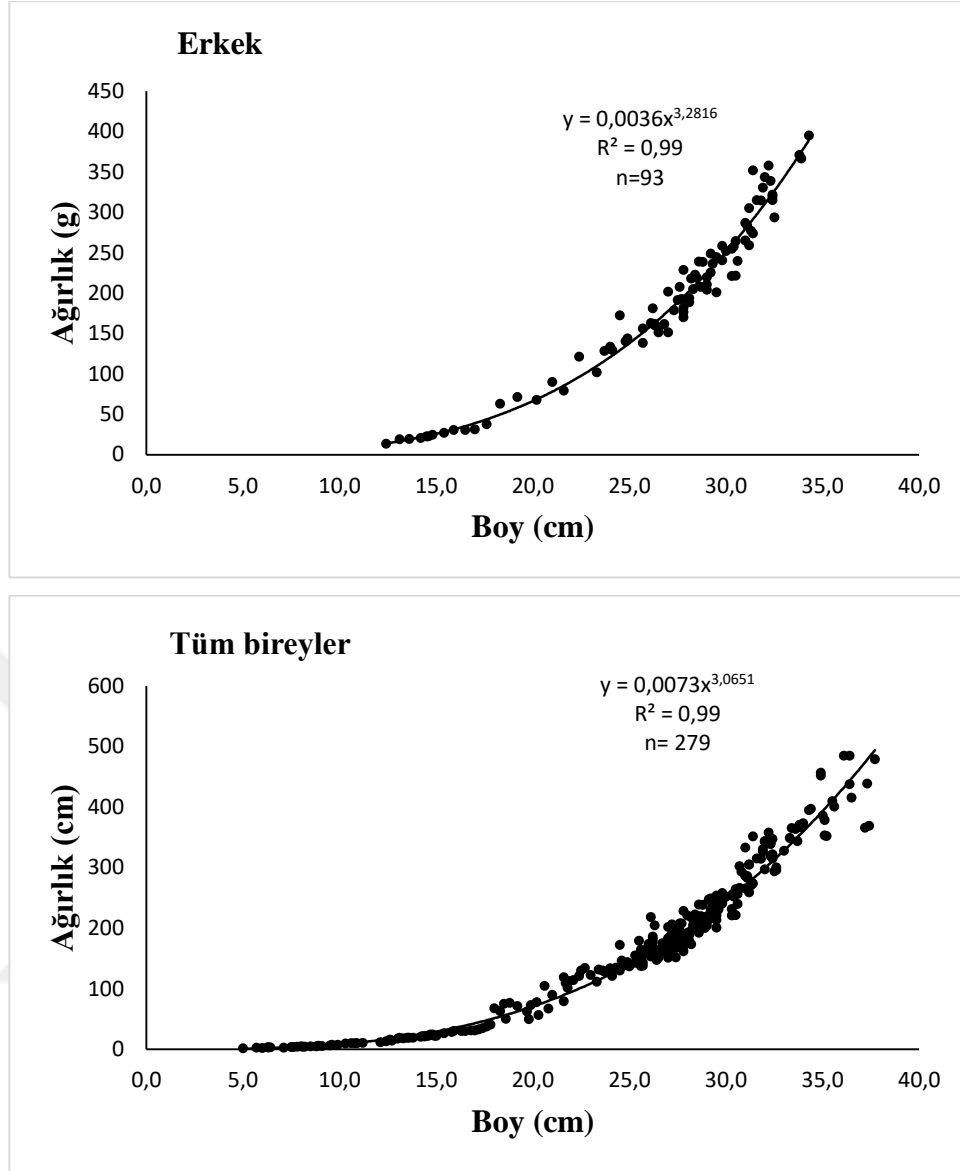 Erkek
y = 0,0036x^3,2816
R² = 0,99
n=93
450
400
350
300
250
200
150
100
50
0
Ağırlık (g)
0,0 5,0 10,0 15,0 20,0 25,0 30,0 35,0 40,0
Boy (cm)
Tüm bireyler
y = 0,0073x^3,0651
R² = 0,99
n= 279
600
500
400
300
200
100
0
Ağırlık (cm)
0,0 5,0 10,0 15,0 20,0 25,0 30,0 35,0 40,0
Boy (cm)